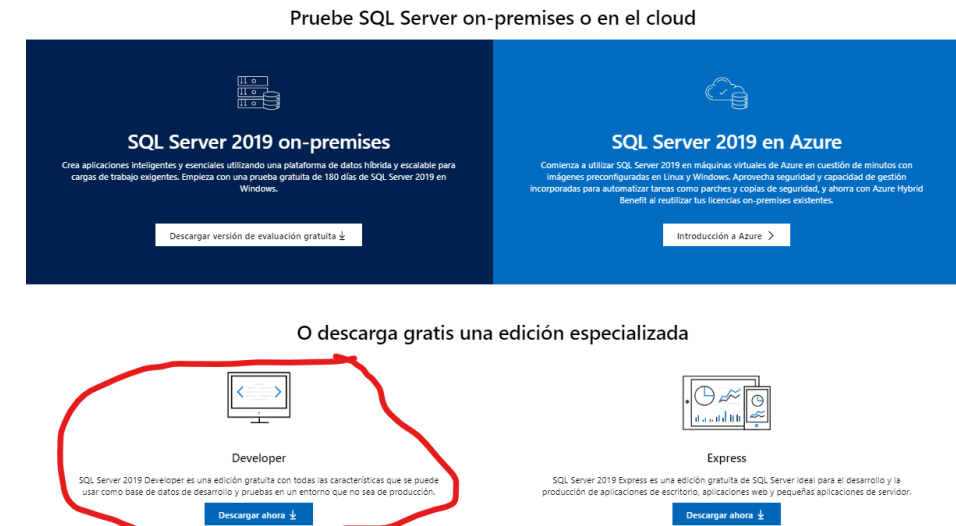 Pruebe SQL Server on-premises o en el cloud
SQL Server 2019 on-premises
Crea aplicaciones inteligentes y esenciales utilizando una plataforma de datos híbrida y escalable para
cargas de trabajo exigentes. Empieza con una prueba gratuita de 180 días de SQL Server 2019 en
Windows.
Descargar versión de evaluación gratuita
SQL Server 2019 en Azure
Comienza a utilizar SQL Server 2019 en máquinas virtuales de Azure en cuestión de minutos con
imágenes preconfiguradas en Linux y Windows. Aprovecha seguridad y capacidad de gestión
incorporadas para automatizar tareas como parches y copias de seguridad, y ahorra con Azure Hybrid
Benefit al reutilizar tus licencias on-premises existentes.
Introducción a Azure
O descarga gratis una edición especializada
Developer
SQL Server 2019 Developer es una edición gratuita con todas las características que se puede
usar como base de datos de desarrollo y pruebas en un entorno que no sea de producción.
Descargar ahora
Express
SQL Server 2019 Express es una edición gratuita de SQL Server ideal para el desarrollo y la
producción de aplicaciones de escritorio, aplicaciones web y pequeñas aplicaciones de servidor.
Descargar ahora